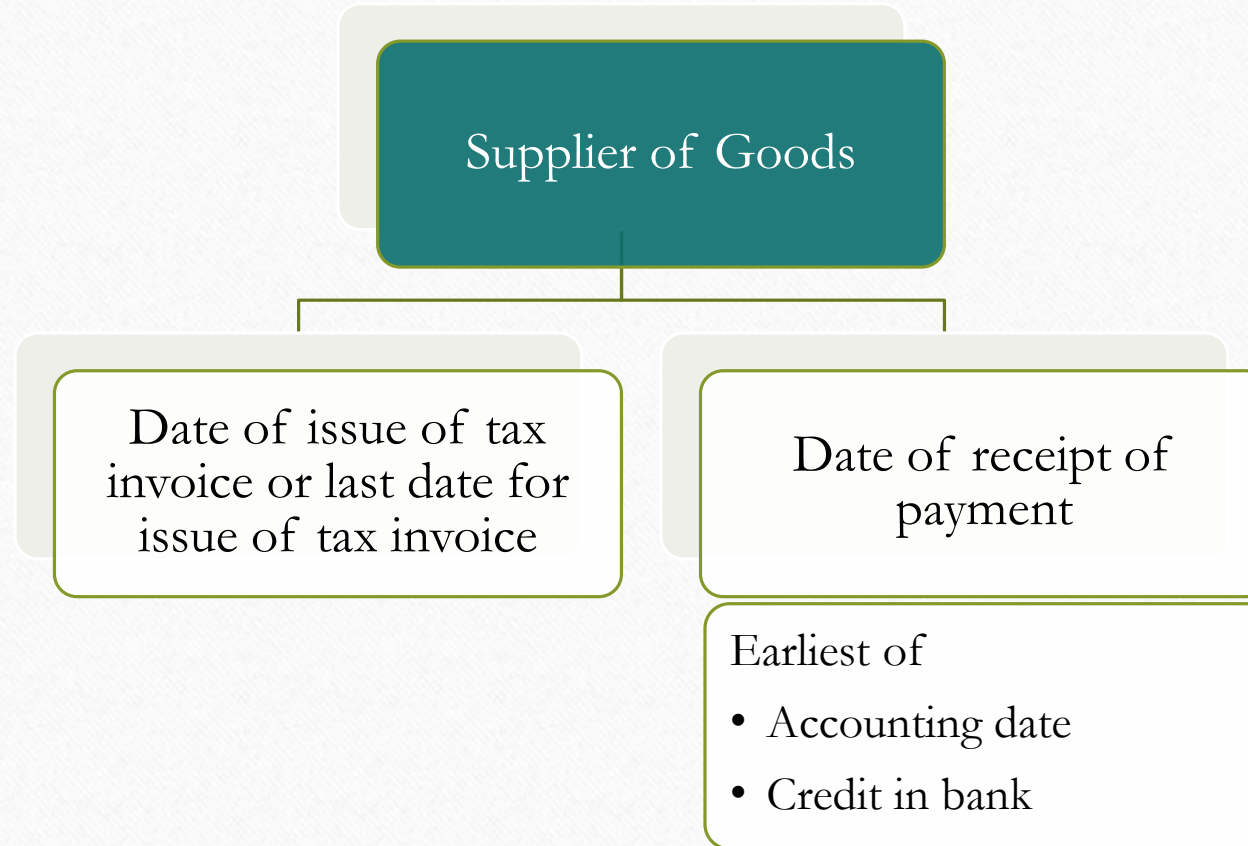 Supplier of Goods
Date of issue of tax
invoice or last date for
issue of tax invoice
Date of receipt of
payment
Earliest of
• Accounting date
• Credit in bank